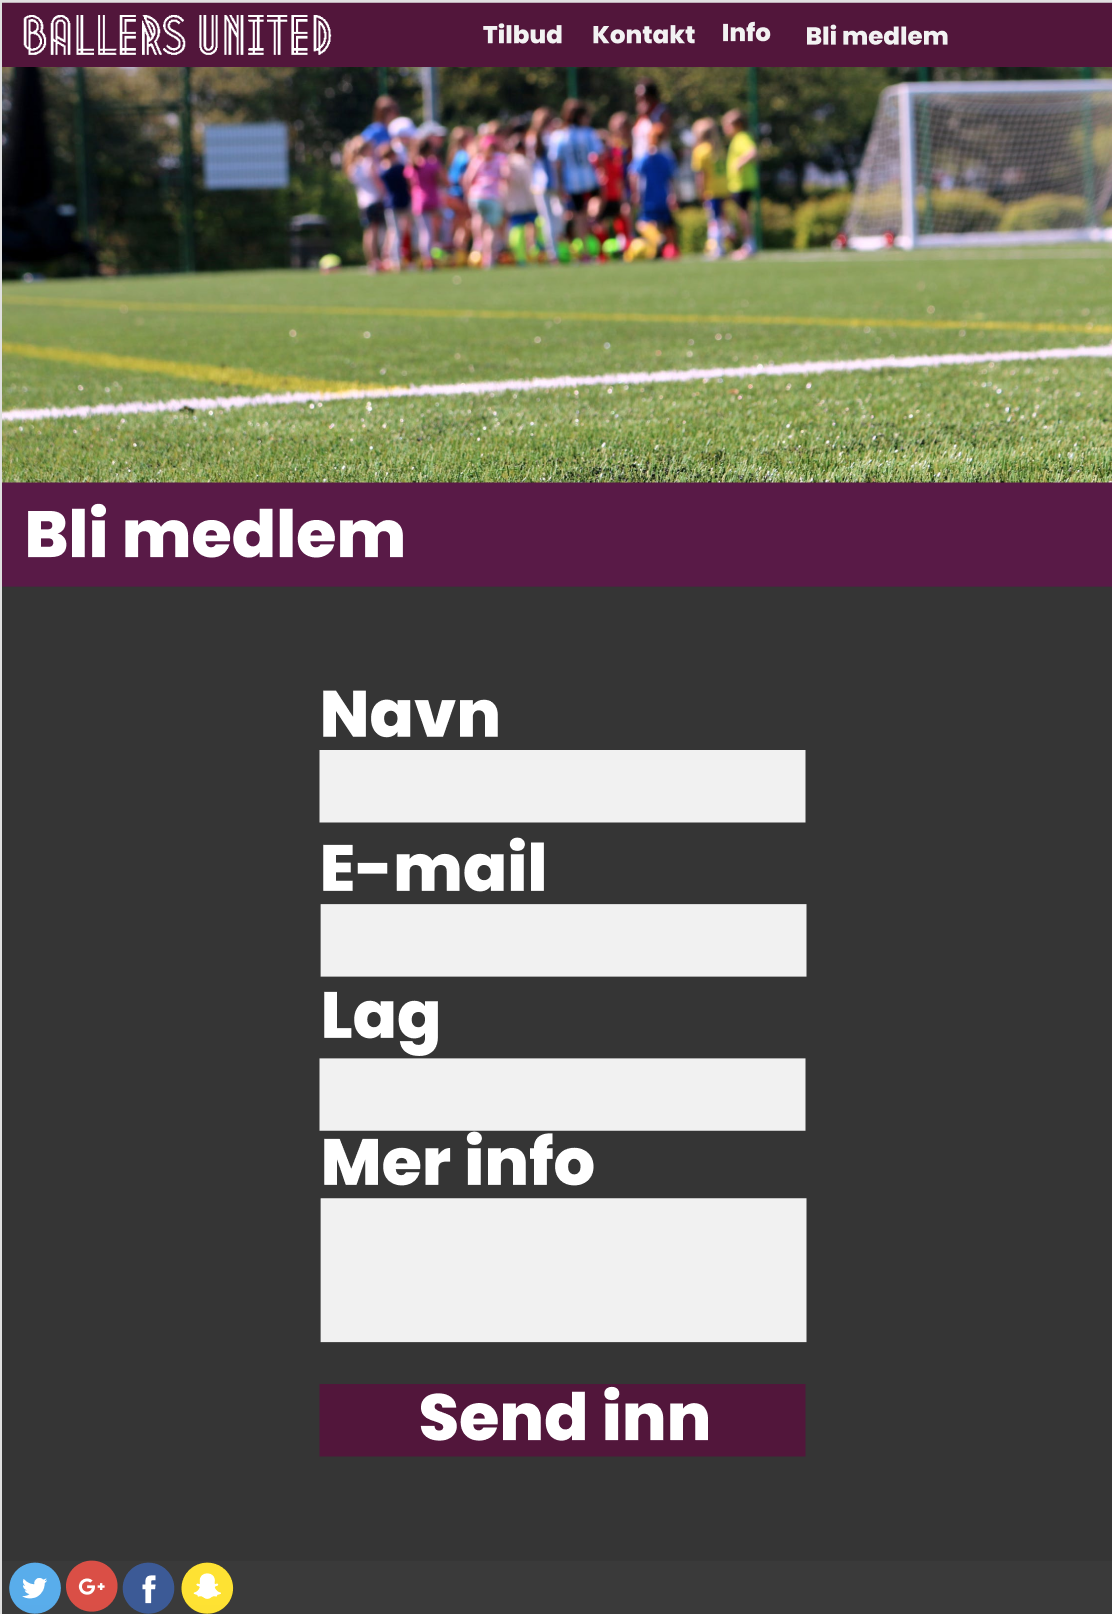 BALLERS UNITED
Tilbud Kontakt Info Bli medlem
Bli medlem
Navn
E-mail
Lag
Mer info
Send inn
G+
f